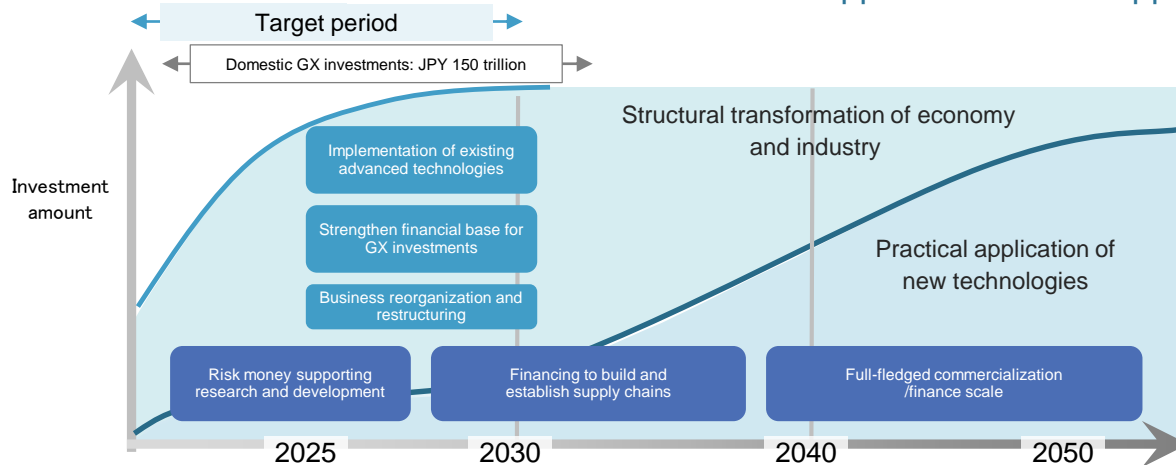 Target period
Domestic GX investments: JPY 150 trillion
Structural transformation of economy
and industry
Implementation of existing
advanced technologies
Investment
amount
Strengthen financial base for
GX investments
Practical application of
new technologies
Business reorganization and
restructuring
Risk money supporting
research and development
Financing to build and
establish supply chains
Full-fledged commercialization
/finance scale
2025
2030
2040
2050